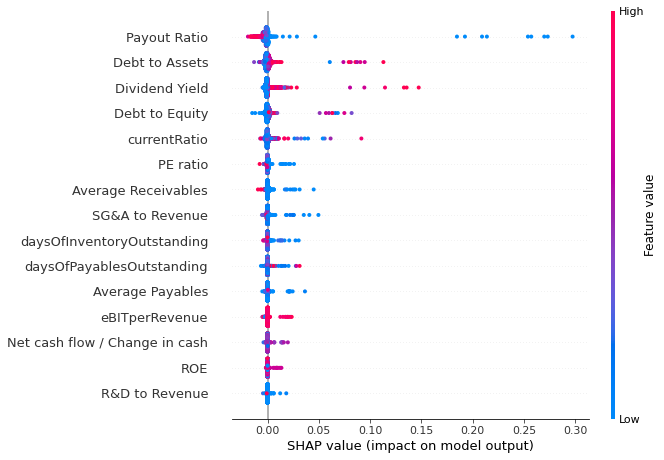 High
Payout Ratio
Debt to Assets
Dividend Yield
Debt to Equity
currentRatio
PE ratio
Average Receivables
SG&A to Revenue
daysOfInventoryOutstanding
daysOfPayablesOutstanding
Average Payables
eBITperRevenue
Net cash flow / Change in cash
ROE
R&D to Revenue
Feature value
Low
0.00 0.05 0.10 0.15 0.20 0.25 0.30
SHAP value (impact on model output)